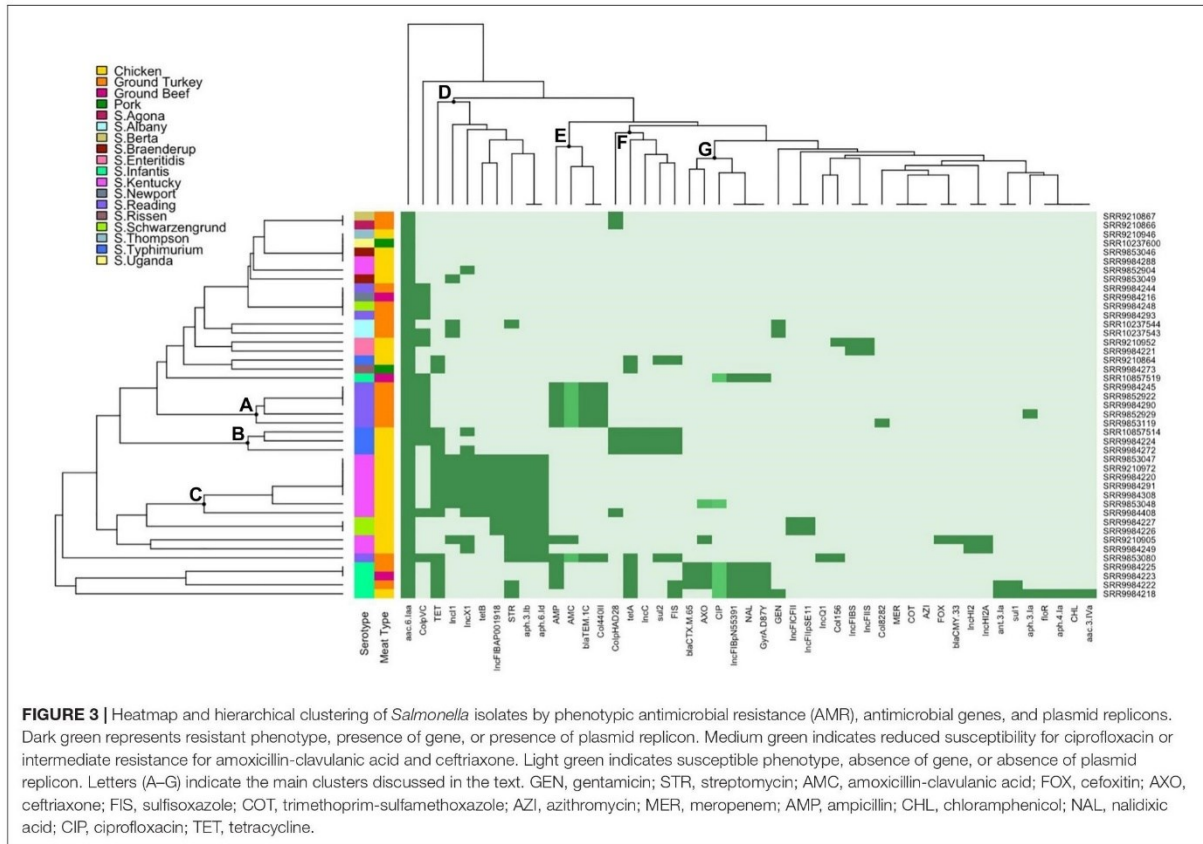 Chicken
Ground Turkey
Ground Beef
Pork
S.Agona
S.Albany
S.Berta
S.Braenderup
S.Enteritidis
S.Infantis
S.Kentucky
S.Newport
S.Reading
S.Rissen
S.Schwarzengrund
S.Thompson
S.Typhimurium
S.Uganda
D
E
F
G
A
B
C
SRR9210867
SRR9210866
SRR9210946
SRR10237600
SRR9853046
SRR9984288
SRR9852904
SRR9853049
SRR9984244
SRR9984216
SRR9984248
SRR9984293
SRR10237544
SRR10237543
SRR9210952
SRR9984221
SRR9210864
SRR9984273
SRR10857519
SRR9984245
SRR9852922
SRR9984290
SRR9852929
SRR9853119
SRR10857514
SRR9984224
SRR9984272
SRR9853047
SRR9210972
SRR9984220
SRR9984291
SRR9984308
SRR9853048
SRR9984408
SRR9984227
SRR9984226
SRR9210905
SRR9984249
SRR9853080
SRR9984225
SRR9984223
SRR9984222
SRR9984218
Serotype
Meat Type
aac.6.Iaa
ColpVC
TET
IncI1
IncX1
tetB
IncFIBAP001918
STR
aph.3.Ib
aph.6.Id
AMP
AMC
blaTEM.1C
Col440II
ColpHAD28
tetA
IncC
sul2
FIS
blaCTX.M.65
AXO
CIP
IncFIBpN55391
NAL
GyrA.D87Y
GEN
IncFICFII
IncFIIpSE11
IncQ1
Col156
IncFIBS
IncFIIS
Col8282
MER
COT
AZI
FOX
blaCMY.33
IncHI2
IncHI2A
ant.3.Ia
sul1
aph.3.Ia
floR
aph.4.Ia
CHL
aac.3.IVa
FIGURE 3 | Heatmap and hierarchical clustering of Salmonella isolates by phenotypic antimicrobial resistance (AMR), antimicrobial genes, and plasmid replicons.
Dark green represents resistant phenotype, presence of gene, or presence of plasmid replicon. Medium green indicates reduced susceptibility for ciprofloxacin or
intermediate resistance for amoxicillin-clavulanic acid and ceftriaxone. Light green indicates susceptible phenotype, absence of gene, or absence of plasmid
replicon. Letters (A–G) indicate the main clusters discussed in the text. GEN, gentamicin; STR, streptomycin; AMC, amoxicillin-clavulanic acid; FOX, cefoxitin; AXO,
ceftriaxone; FIS, sulfisoxazole; COT, trimethoprim-sulfamethoxazole; AZI, azithromycin; MER, meropenem; AMP, ampicillin; CHL, chloramphenicol; NAL, nalidixic
acid; CIP, ciprofloxacin; TET, tetracycline.